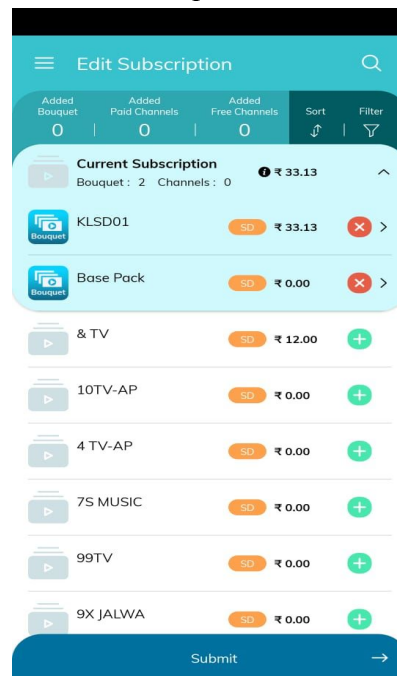 Edit Subscription
Added Bouquet
0
Added Paid Channels
0
Added Free Channels
0
Sort
Filter
Current Subscription
Bouquet : 2 Channels : 0
₹ 33.13
KLSD01
Bouquet
SD ₹ 33.13
Base Pack
Bouquet
SD ₹ 0.00
& TV
SD ₹ 12.00
10TV-AP
SD ₹ 0.00
4 TV-AP
SD ₹ 0.00
7S MUSIC
SD ₹ 0.00
99TV
SD ₹ 0.00
9X JALWA
SD ₹ 0.00
Submit